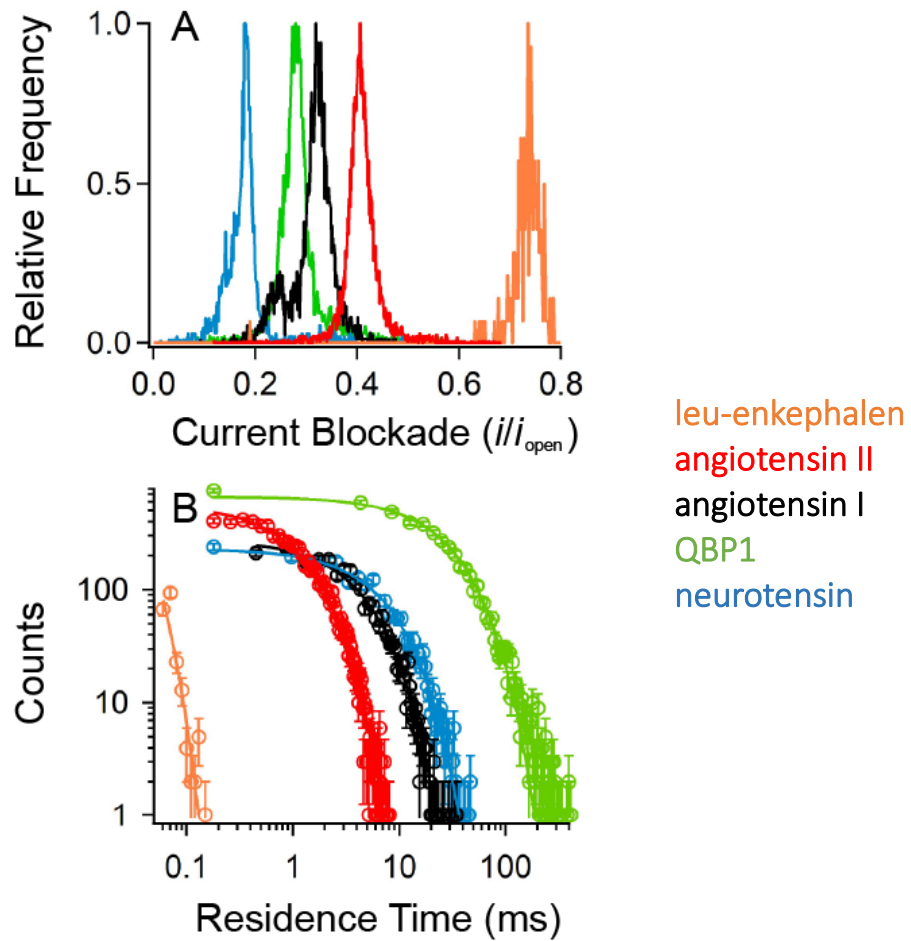 A
1.0
0.5
0.0
Relative Frequency
0.0 0.2 0.4 0.6 0.8
Current Blockade (i/i open)
leu-enkephalen
angiotensin II
angiotensin I
QBP1
neurotensin
B
100
10
1
Counts
0.1 1 10 100
Residence Time (ms)